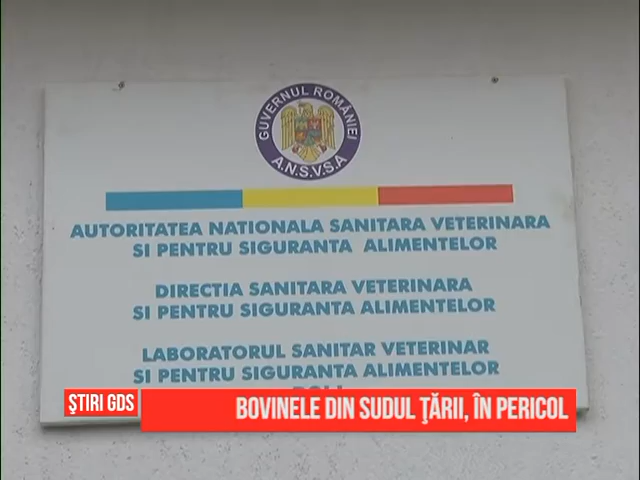 GUVERNUL ROMÂNIEI
A.N.S.V.S.A
AUTORITATEA NATIONALA SANITARA VETERINARA
SI PENTRU SIGURANTA ALIMENTELOR
DIRECTIA SANITARA VETERINARA
SI PENTRU SIGURANTA ALIMENTELOR
LABORATORUL SANITAR VETERINAR
SI PENTRU SIGURANTA ALIMENTELOR
ŞTIRI GDS
BOVINELE DIN SUDUL ŢĂRII, ÎN PERICOL